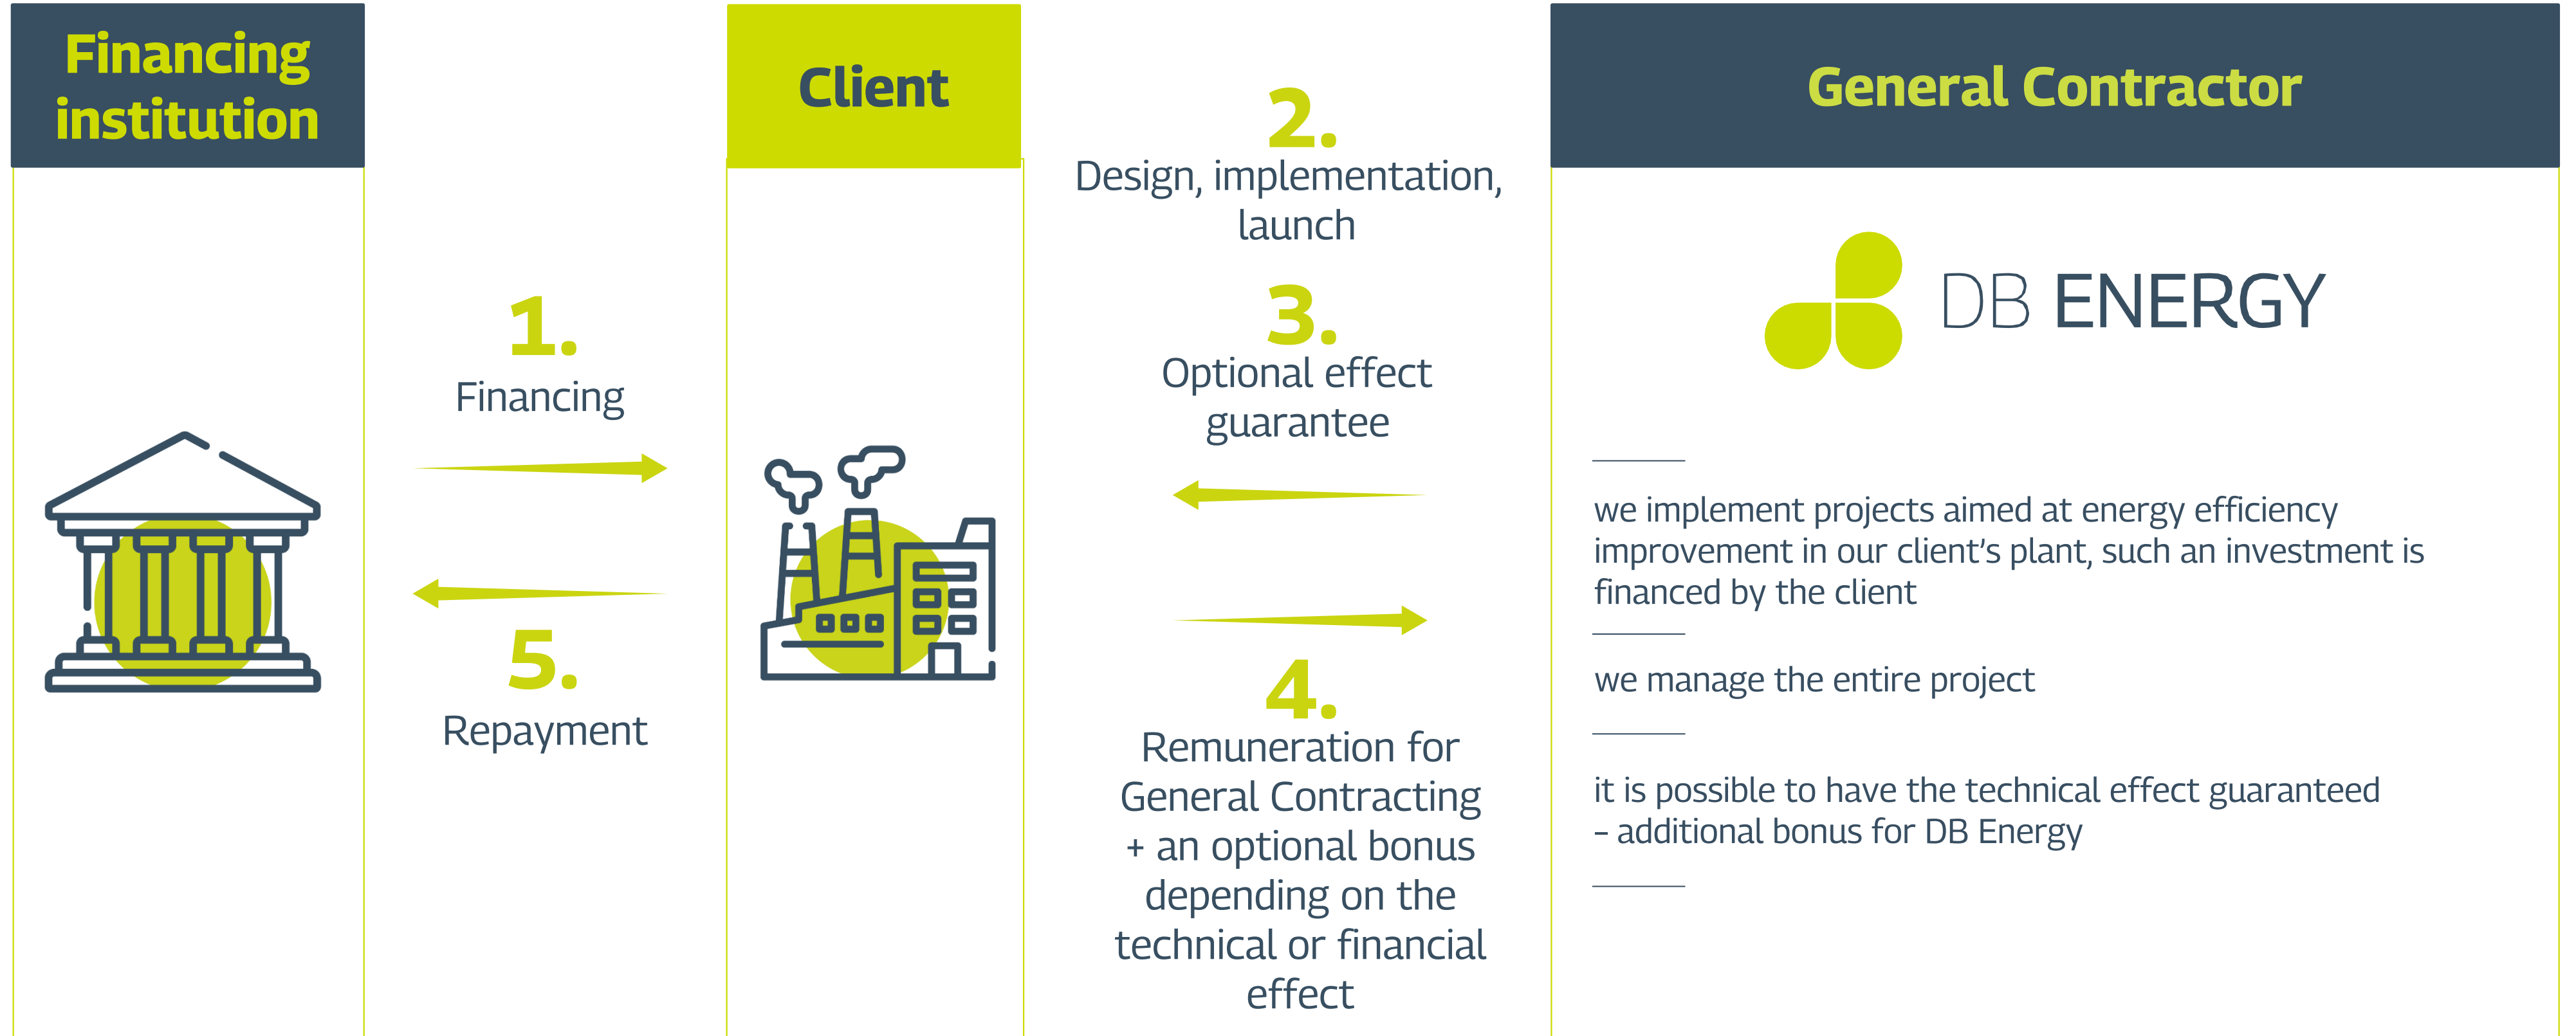 Financing
institution
1.
Financing
5.
Repayment
Client
2.
Design, implementation,
launch
3.
Optional effect
guarantee
4.
Remuneration for
General Contracting
+ an optional bonus
depending on the
technical or financial
effect
General Contractor
DB ENERGY
we implement projects aimed at energy efficiency
improvement in our client's plant, such an investment is
financed by the client
we manage the entire project
it is possible to have the technical effect guaranteed
– additional bonus for DB Energy